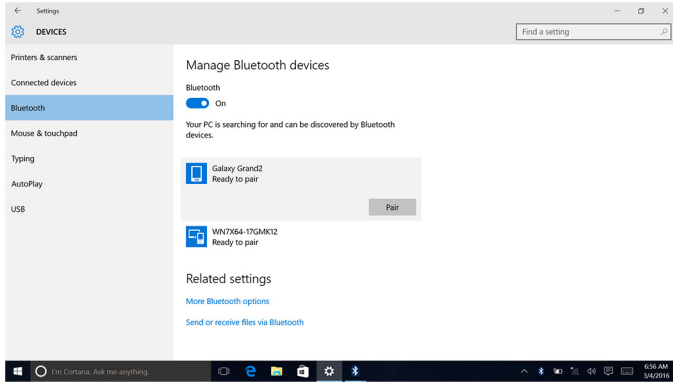 Settings
DEVICES
Find a setting
Printers & scanners
Connected devices
Bluetooth
Mouse & touchpad
Typing
AutoPlay
USB
Manage Bluetooth devices
Bluetooth
On
Your PC is searching for and can be discovered by Bluetooth
devices.
Galaxy Grand2
Ready to pair
Pair
WN7X64-17GMK12
Ready to pair
Related settings
More Bluetooth options
Send or receive files via Bluetooth
I'm Cortana. Ask me anything.
6:56 AM
3/4/2016